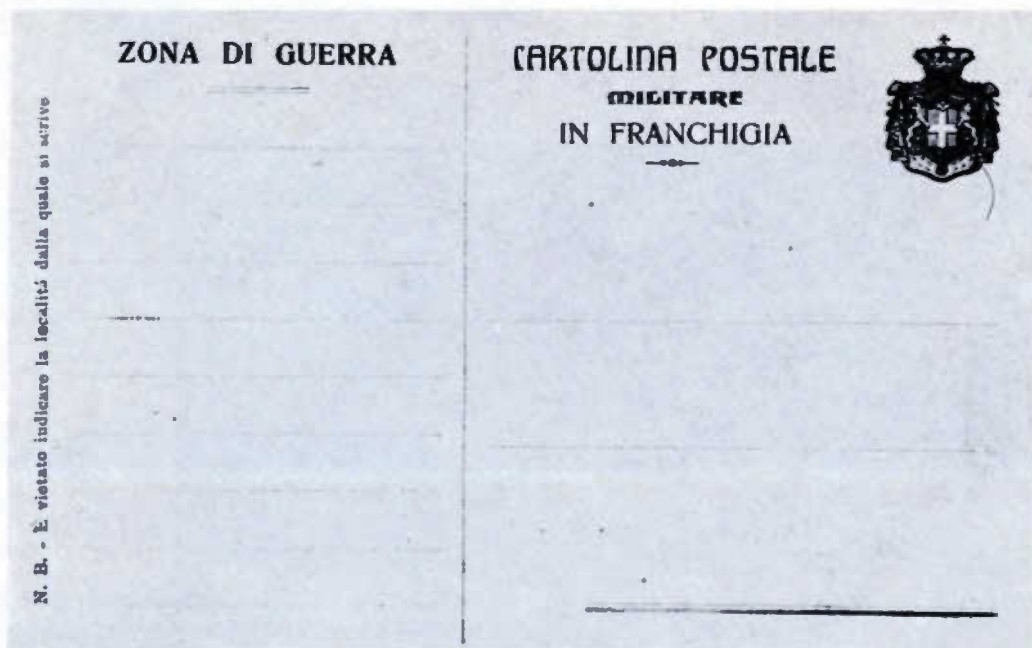 ZONA DI GUERRA
CARTOLINA POSTALE
MILITARE
IN FRANCHIGIA
N. B. - È vietato indicare la località dalla quale si scrive